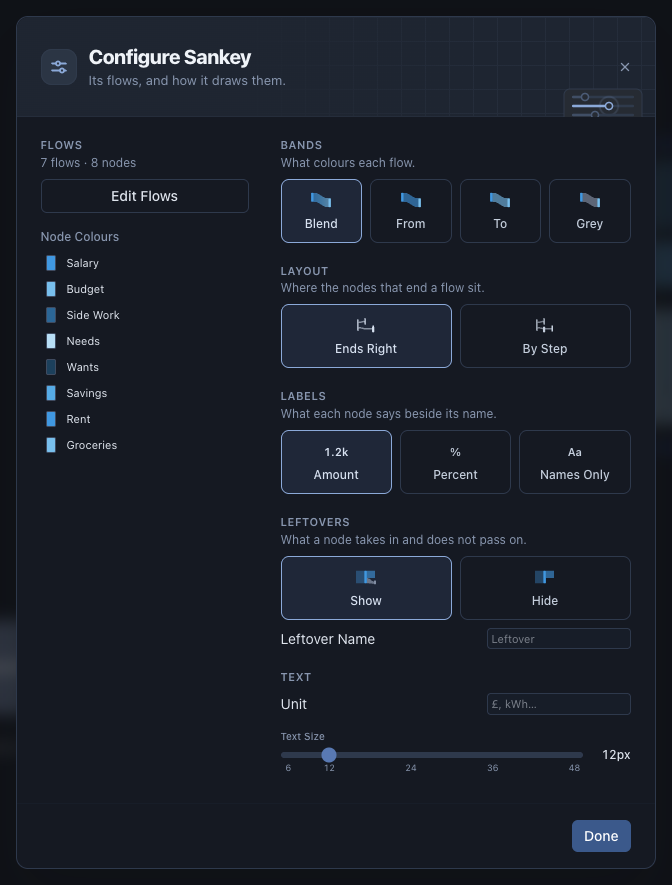 Configure Sankey
Its flows, and how it draws them.
×
FLOWS
7 flows · 8 nodes
Edit Flows
Node Colours
Salary
Budget
Side Work
Needs
Wants
Savings
Rent
Groceries
BANDS
What colours each flow.
Blend
From
To
Grey
LAYOUT
Where the nodes that end a flow sit.
Ends Right
By Step
LABELS
What each node says beside its name.
1.2k
%
Aa
Amount
Percent
Names Only
LEFTOVERS
What a node takes in and does not pass on.
Show
Hide
Leftover Name
Leftover
TEXT
Unit
£, kWh...
Text Size
12px
6 12 24 36 48
Done